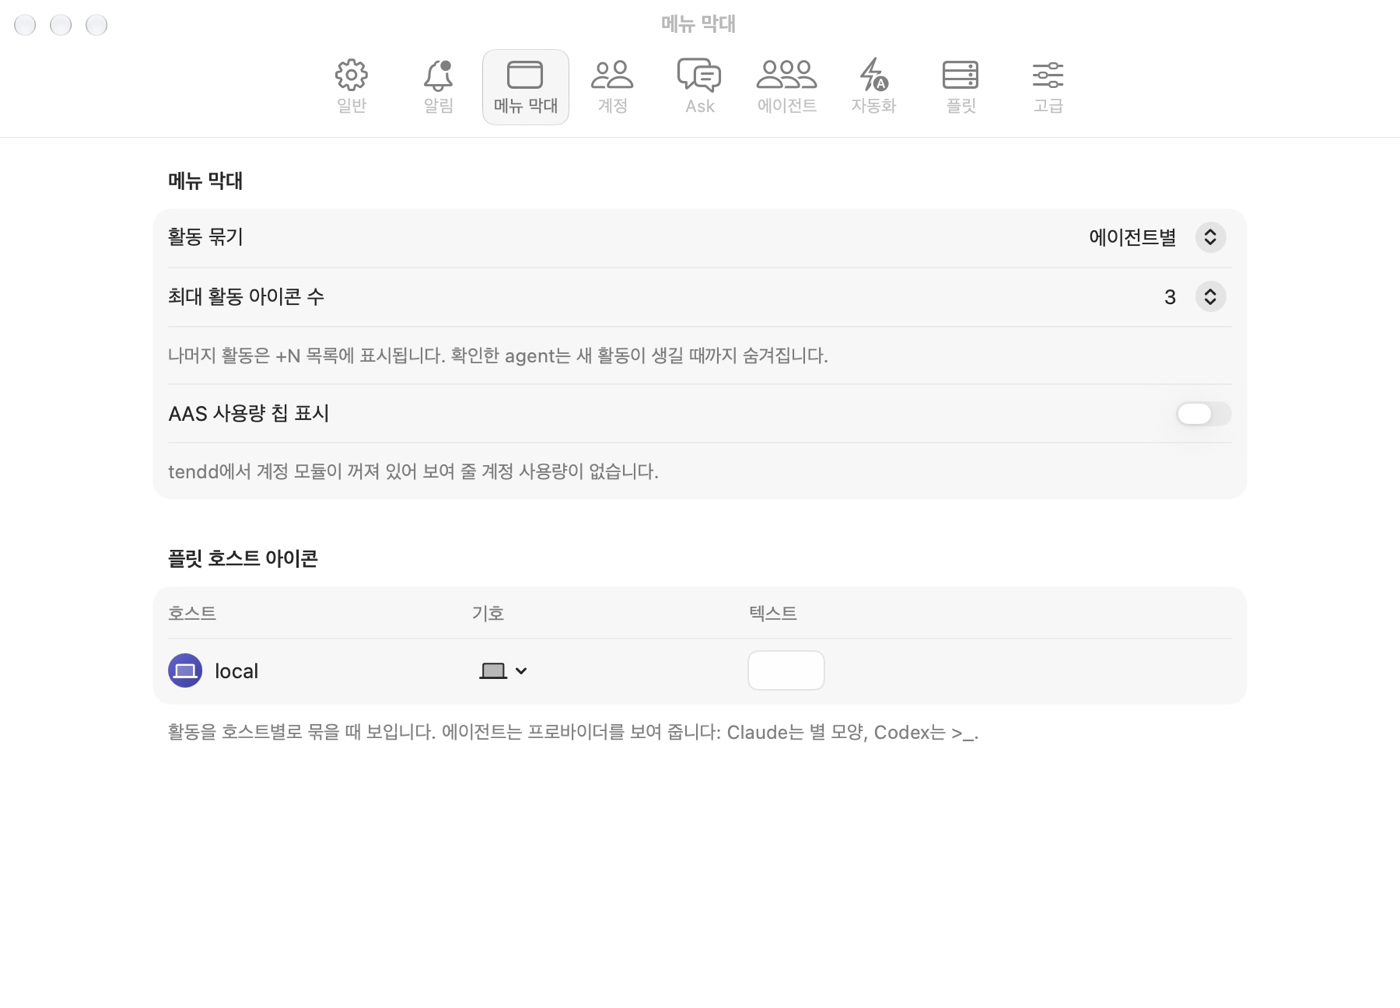 메뉴 막대
일반
알림
메뉴 막대
계정
Ask
에이전트
자동화
플릿
고급
메뉴 막대
활동 묶기
에이전트별
최대 활동 아이콘 수
3
나머지 활동은 +N 목록에 표시됩니다. 확인한 agent는 새 활동이 생길 때까지 숨겨집니다.
AAS 사용량 칩 표시
tendd에서 계정 모듈이 꺼져 있어 보여 줄 계정 사용량이 없습니다.
플릿 호스트 아이콘
호스트 기호 텍스트
local
활동을 호스트별로 묶을 때 보입니다. 에이전트는 프로바이더를 보여 줍니다: Claude는 별 모양, Codex는 >_.